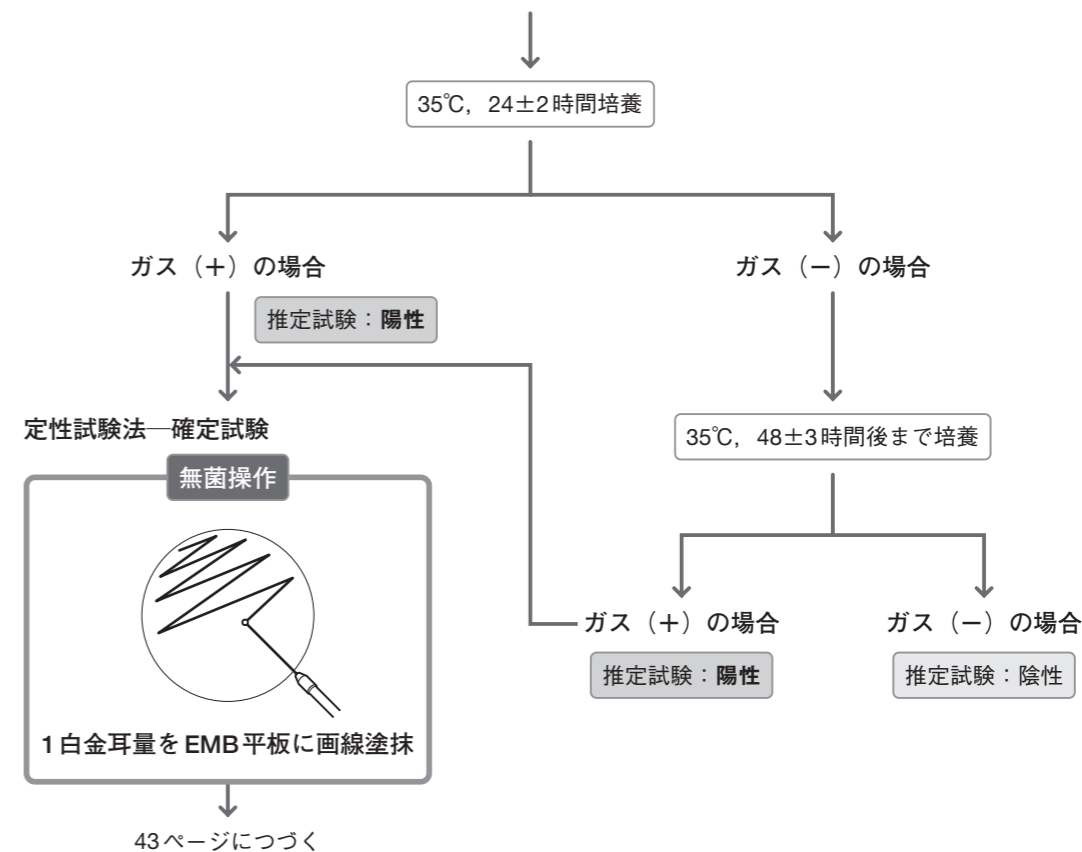 35℃，24±2時間培養
ガス（＋）の場合
ガス（－）の場合
推定試験：陽性
定性試験法─確定試験
35℃，48±3時間後まで培養
無菌操作
ガス（＋）の場合
ガス（－）の場合
推定試験：陽性
推定試験：陰性
1白金耳量をEMB平板に画線塗抹
43ページにつづく